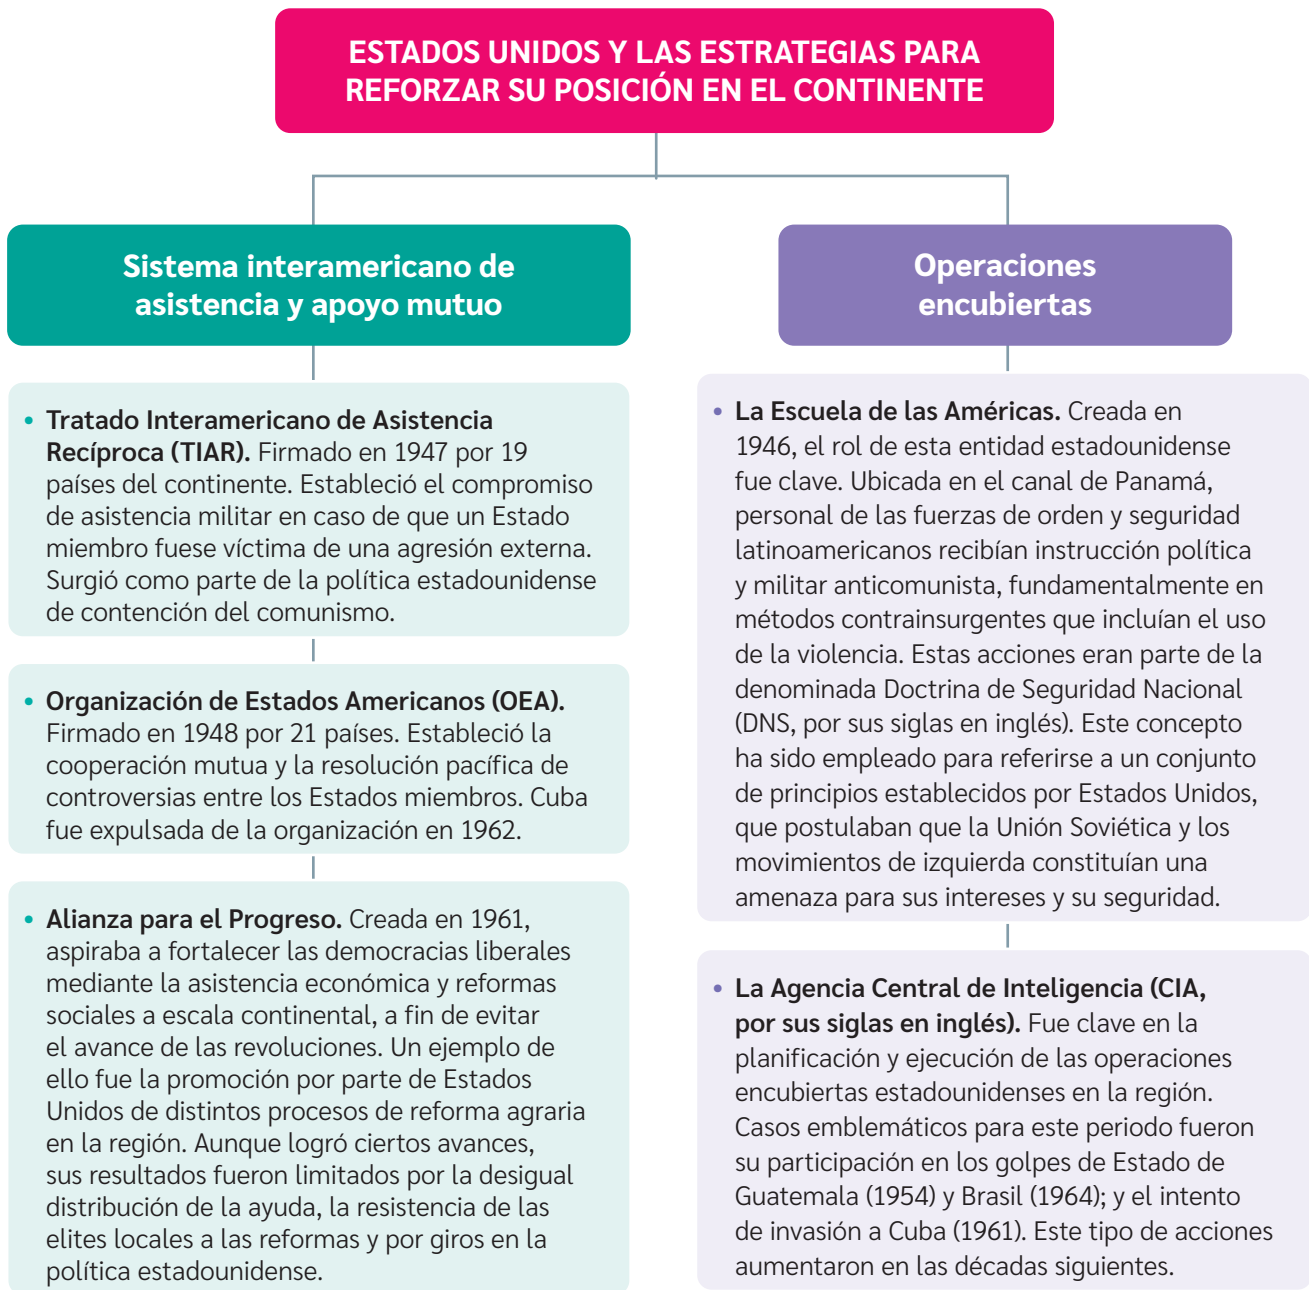 ESTADOS UNIDOS Y LAS ESTRATEGIAS PARA
REFORZAR SU POSICIÓN EN EL CONTINENTE
Sistema interamericano de
asistencia y apoyo mutuo
• Tratado Interamericano de Asistencia
Recíproca (TIAR). Firmado en 1947 por 19
países del continente. Estableció el compromiso
de asistencia militar en caso de que un Estado
miembro fuese víctima de una agresión externa.
Surgió como parte de la política estadounidense
de contención del comunismo.
• Organización de Estados Americanos (OEA).
Firmado en 1948 por 21 países. Estableció la
cooperación mutua y la resolución pacífica de
controversias entre los Estados miembros. Cuba
fue expulsada de la organización en 1962.
• Alianza para el Progreso. Creada en 1961,
aspiraba a fortalecer las democracias liberales
mediante la asistencia económica y reformas
sociales a escala continental, a fin de evitar
el avance de las revoluciones. Un ejemplo de
ello fue la promoción por parte de Estados
Unidos de distintos procesos de reforma agraria
en la región. Aunque logró ciertos avances,
sus resultados fueron limitados por la desigual
distribución de la ayuda, la resistencia de las
elites locales a las reformas y por giros en la
política estadounidense.
Operaciones
encubiertas
• La Escuela de las Américas. Creada en
1946, el rol de esta entidad estadounidense
fue clave. Ubicada en el canal de Panamá,
personal de las fuerzas de orden y seguridad
latinoamericanos recibían instrucción política
y militar anticomunista, fundamentalmente en
métodos contrainsurgentes que incluían el uso
de la violencia. Estas acciones eran parte de la
denominada Doctrina de Seguridad Nacional
(DNS, por sus siglas en inglés). Este concepto
ha sido empleado para referirse a un conjunto
de principios establecidos por Estados Unidos,
que postulaban que la Unión Soviética y los
movimientos de izquierda constituían una
amenaza para sus intereses y su seguridad.
• La Agencia Central de Inteligencia (CIA,
por sus siglas en inglés). Fue clave en la
planificación y ejecución de las operaciones
encubiertas estadounidenses en la región.
Casos emblemáticos para este periodo fueron
su participación en los golpes de Estado de
Guatemala (1954) y Brasil (1964); y el intento
de invasión a Cuba (1961). Este tipo de acciones
aumentaron en las décadas siguientes.